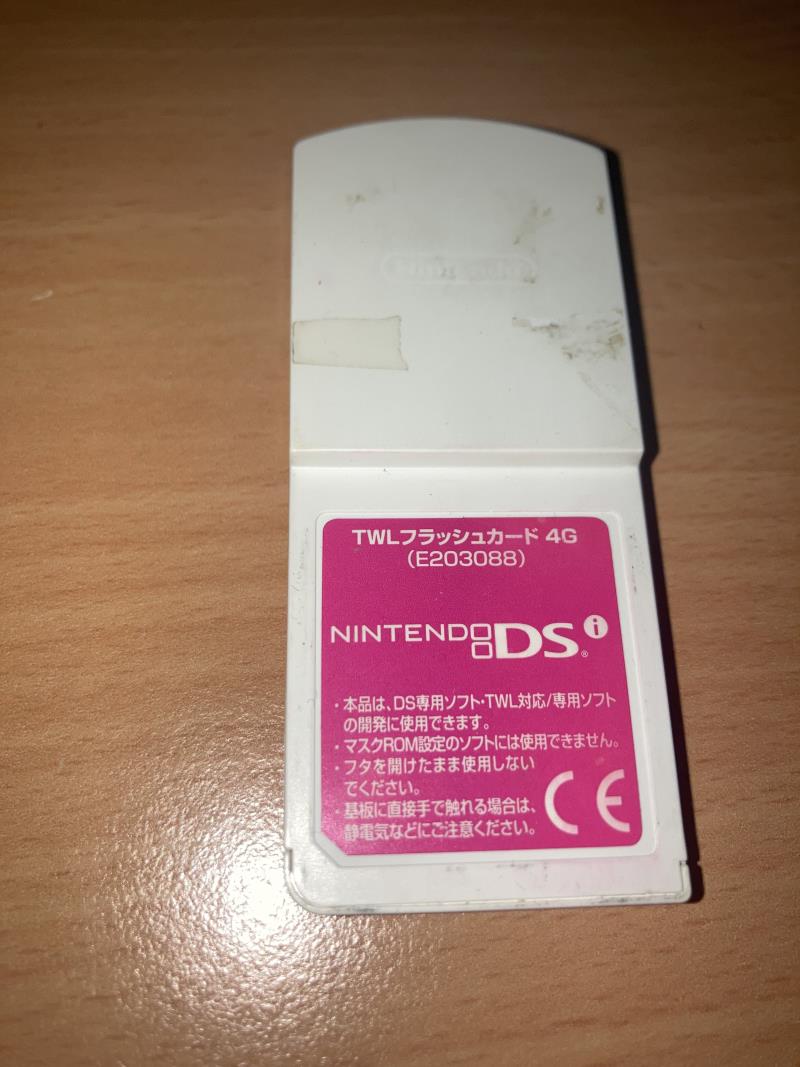 Nintendo
TWLフラッシュカード 4G
(E203088)
NINTENDO DSi®
・本品は、DS専用ソフト・TWL対応/専用ソフト
の開発に使用できます。
・マスクROM設定のソフトには使用できません。
・フタを開けたまま使用しない
でください。
・基板に直接手で触れる場合は、
静電気などにご注意ください。
CE